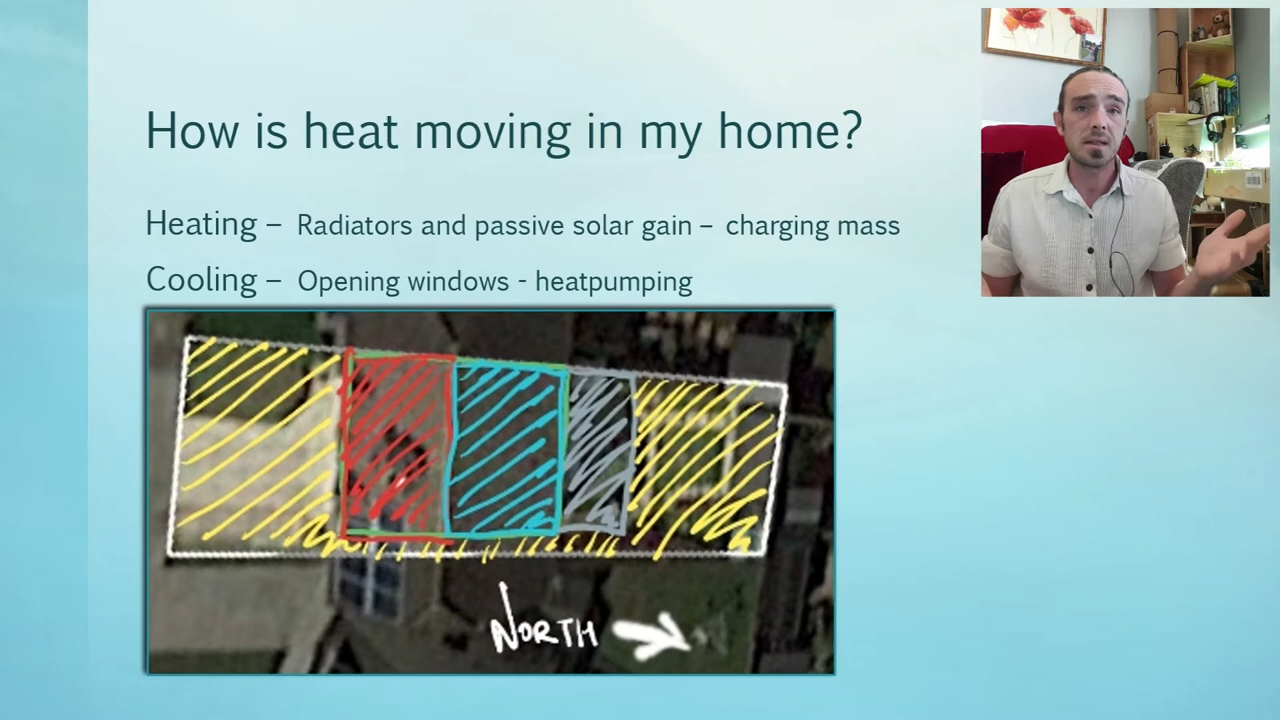 How is heat moving in my home?
Heating – Radiators and passive solar gain – charging mass
Cooling – Opening windows - heatpumping
NORTH